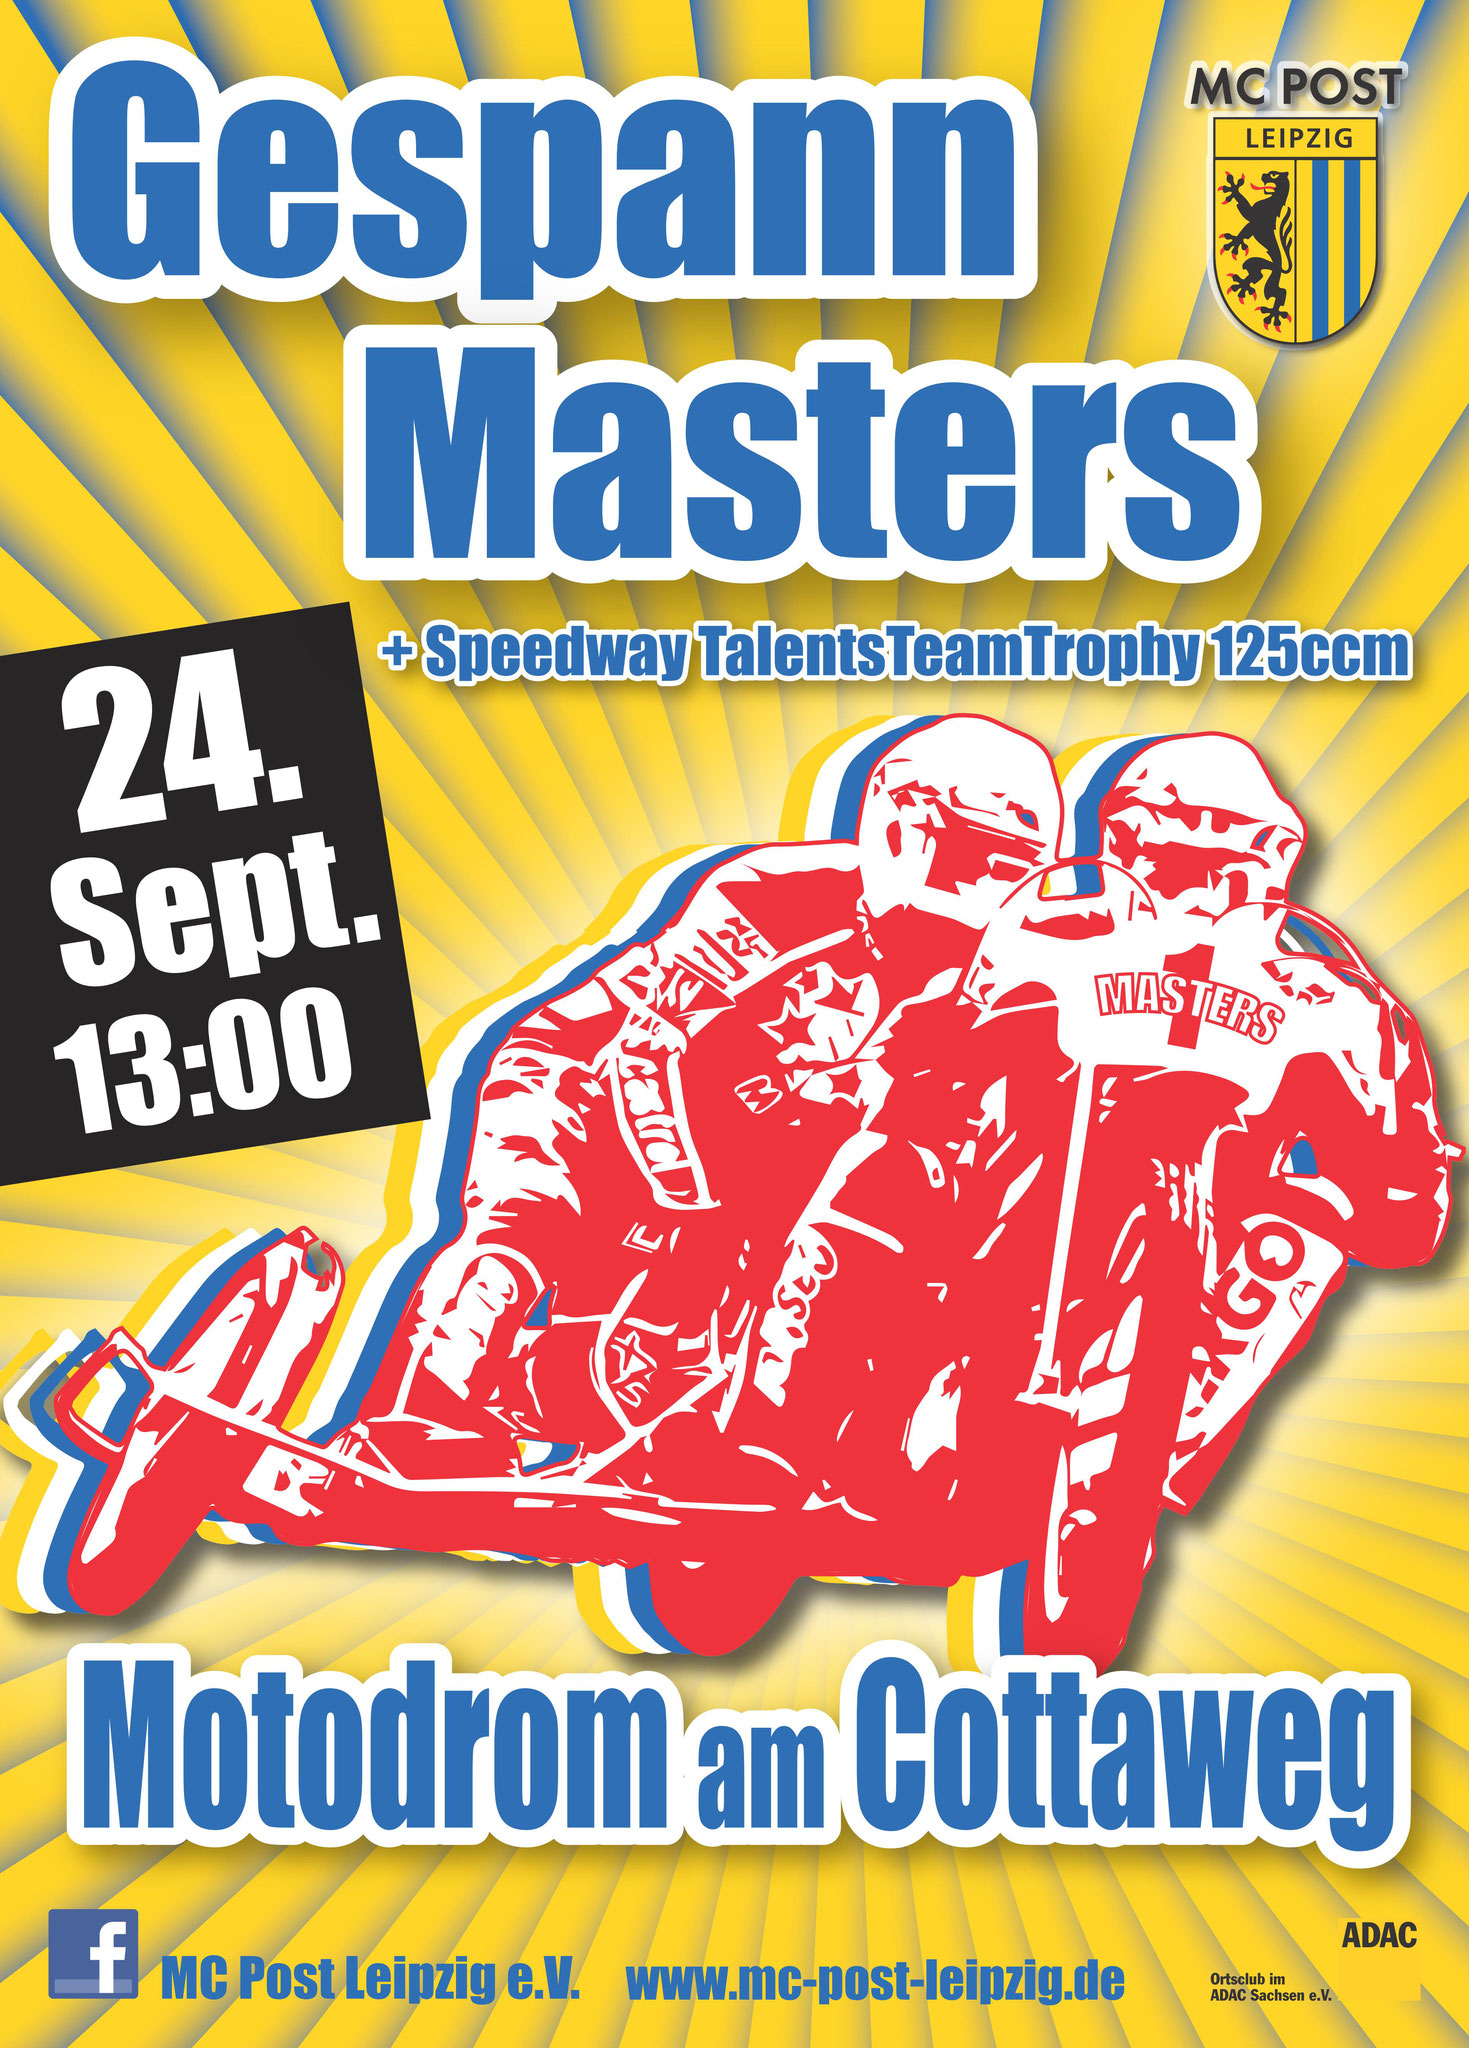 Gespann
MC POST
LEIPZIG
Masters
+ Speedway TalentsTeamTrophy 125ccm
24.
Sept.
13:00
1
MASTERS
Castrol
Motodrom am Cottaweg
f
MC Post Leipzig e.V.
www.mc-post-leipzig.de
ADAC
Ortsclub im
ADAC Sachsen e.V.